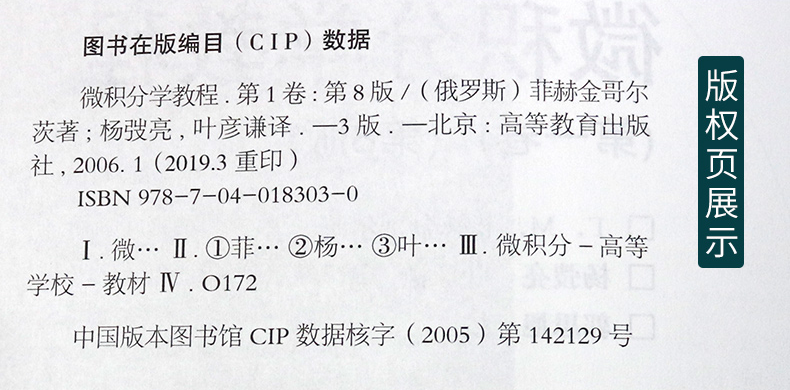 图书在版编目(CIP)数据
微积分学教程.第1卷:第8版/(俄罗斯)菲赫金哥尔
茨著;杨弢亮,叶彦谦译.—3版.—北京:高等教育出版
社,2006.1(2019.3重印)
ISBN 978-7-04-018303-0
Ⅰ.微… Ⅱ.①菲…②杨…③叶… Ⅲ.微积分-高等
学校-教材 Ⅳ.O172
中国版本图书馆CIP数据核字(2005)第142129号
版权页展示